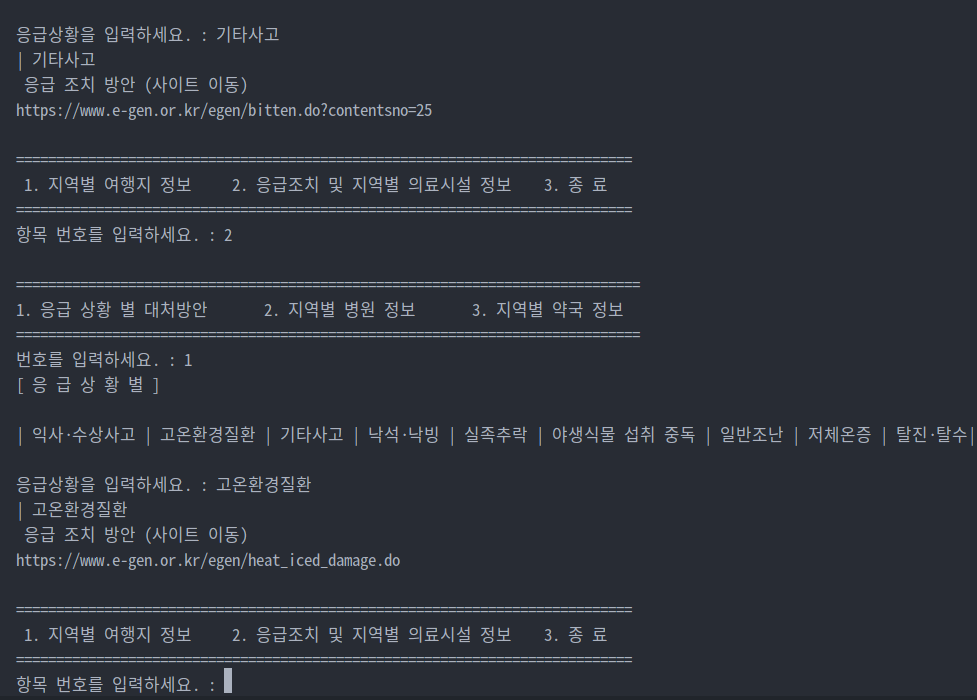 응급상황을 입력하세요. : 기타사고
| 기타사고
응급 조치 방안 (사이트 이동)
https://www.e-gen.or.kr/egen/bitten.do?contentsno=25
=============================================================================
1. 지역별 여행지 정보 2. 응급조치 및 지역별 의료시설 정보 3. 종 료
=============================================================================
항목 번호를 입력하세요. : 2
==============================================================================
1. 응급 상황 별 대처방안 2. 지역별 병원 정보 3. 지역별 약국 정보
==============================================================================
번호를 입력하세요. : 1
[ 응 급 상 황 별 ]
| 익사·수상사고 | 고온환경질환 | 기타사고 | 낙석·낙빙 | 실족추락 | 야생식물 섭취 중독 | 일반조난 | 저체온증 | 탈진·탈수|
응급상황을 입력하세요. : 고온환경질환
| 고온환경질환
응급 조치 방안 (사이트 이동)
https://www.e-gen.or.kr/egen/heat_iced_damage.do
=============================================================================
1. 지역별 여행지 정보 2. 응급조치 및 지역별 의료시설 정보 3. 종 료
=============================================================================
항목 번호를 입력하세요. :